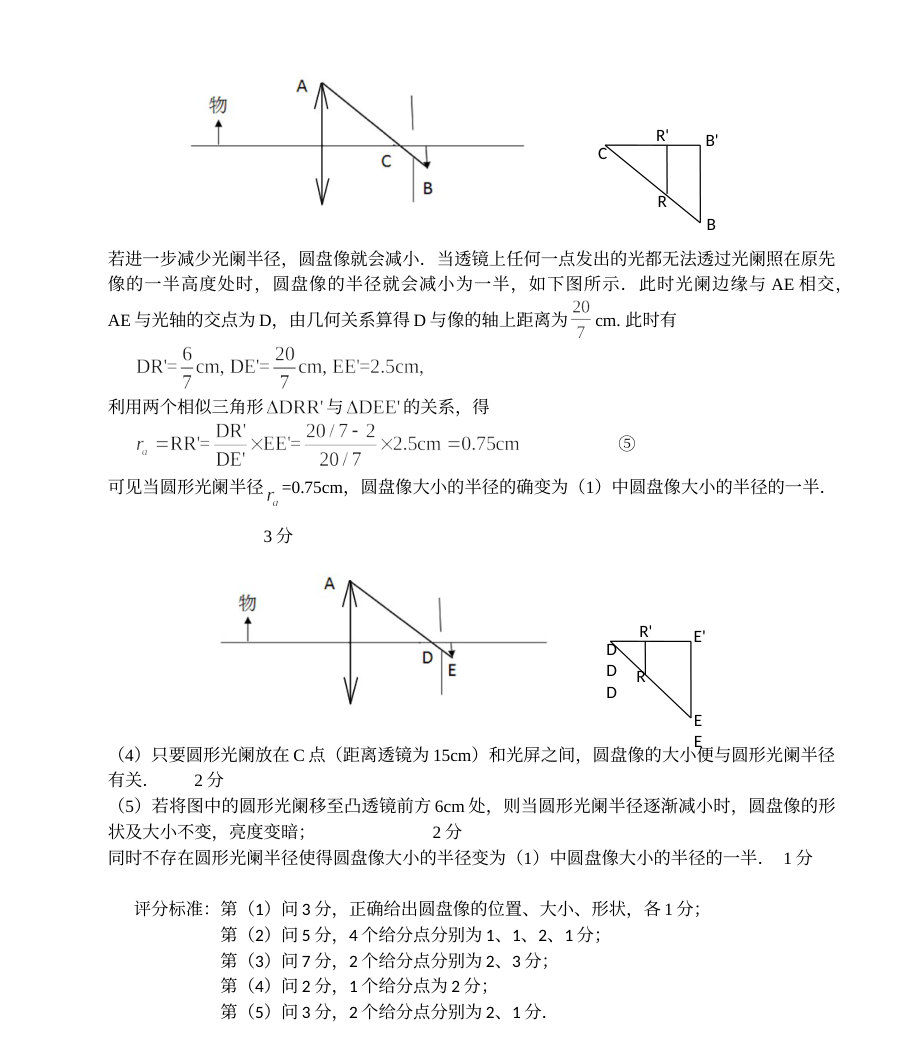 A
物
C
B
R'
B'
C
R
B
若进一步减少光阑半径，圆盘像就会减小．当透镜上任何一点发出的光都无法透过光阑照在原先
像的一半高度处时，圆盘像的半径就会减小为一半，如下图所示．此时光阑边缘与 AE 相交，
AE 与光轴的交点为 D，由几何关系算得 D 与像的轴上距离为 20/7 cm. 此时有
DR'=6/7 cm, DE'=20/7 cm, EE'=2.5cm,
利用两个相似三角形 ΔDRR' 与 ΔDEE' 的关系，得
rₐ =RR'= DR'/DE' ×EE'= (20/7-2)/(20/7) ×2.5cm =0.75cm ⑤
可见当圆形光阑半径 rₐ =0.75cm，圆盘像大小的半径的确变为（1）中圆盘像大小的半径的一半．
3 分
A
物
D
E
R'
E'
D
D
R
D
E
E
（4）只要圆形光阑放在 C 点（距离透镜为 15cm）和光屏之间，圆盘像的大小便与圆形光阑半径
有关． 2 分
（5）若将图中的圆形光阑移至凸透镜前方 6cm 处，则当圆形光阑半径逐渐减小时，圆盘像的形
状及大小不变，亮度变暗； 2 分
同时不存在圆形光阑半径使得圆盘像大小的半径变为（1）中圆盘像大小的半径的一半． 1 分
评分标准：第（1）问 3 分，正确给出圆盘像的位置、大小、形状，各 1 分；
第（2）问 5 分，4 个给分点分别为 1、1、2、1 分；
第（3）问 7 分，2 个给分点分别为 2、3 分；
第（4）问 2 分，1 个给分点为 2 分；
第（5）问 3 分，2 个给分点分别为 2、1 分．